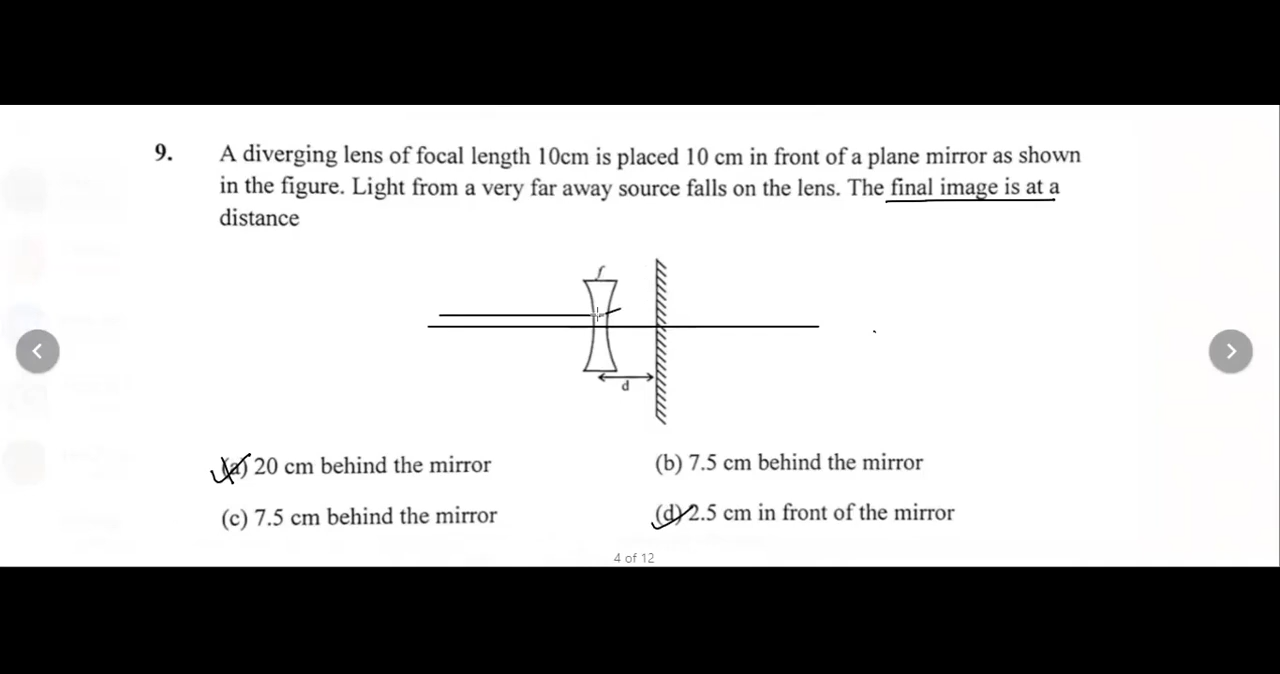 9. A diverging lens of focal length 10cm is placed 10 cm in front of a plane mirror as shown
in the figure. Light from a very far away source falls on the lens. The final image is at a
distance
f
d
(a) 20 cm behind the mirror (b) 7.5 cm behind the mirror
(c) 7.5 cm behind the mirror (d) 2.5 cm in front of the mirror
4 of 12